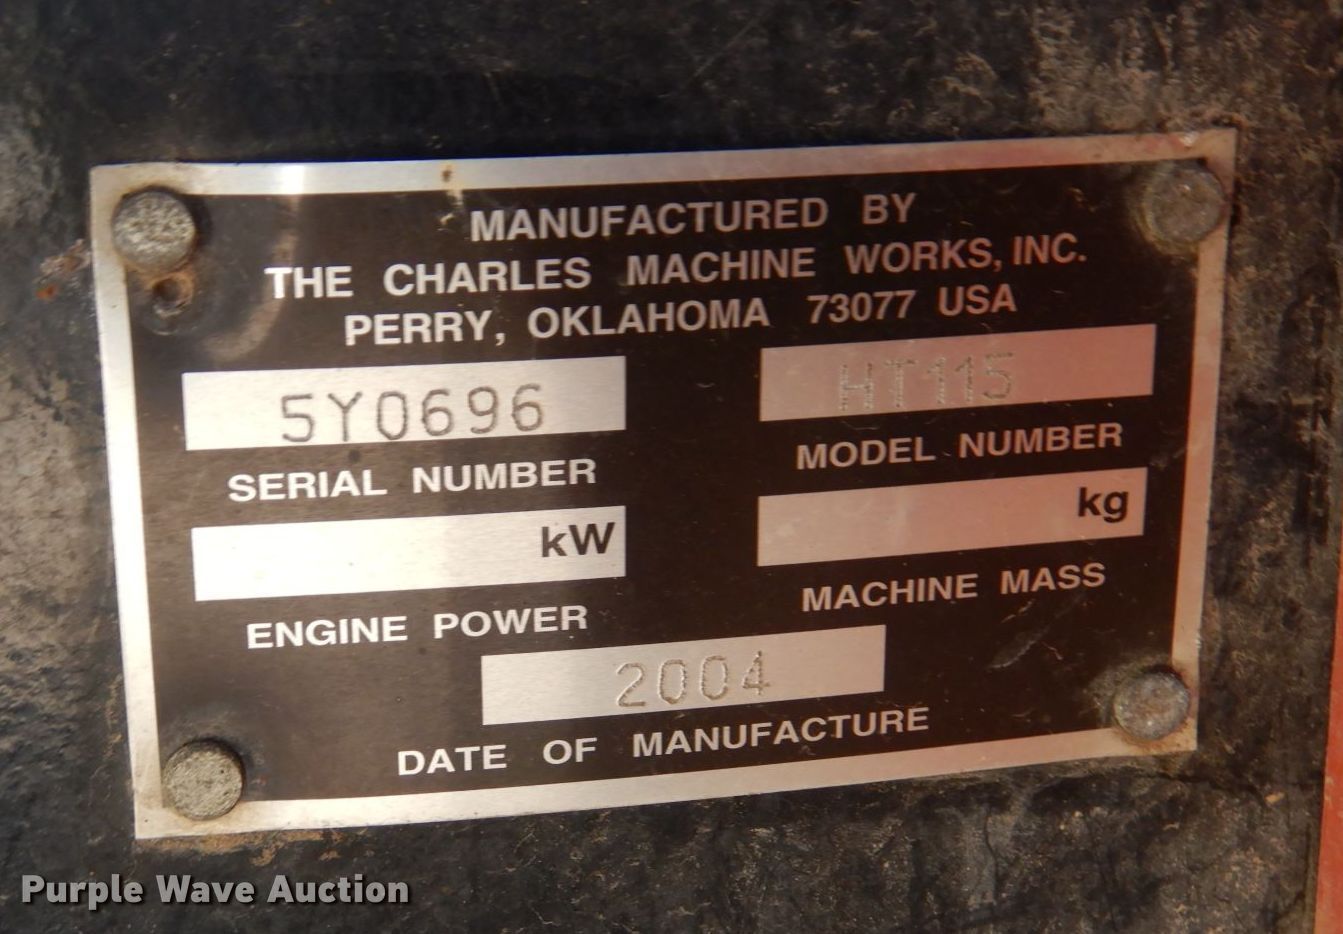 MANUFACTURED BY
THE CHARLES MACHINE WORKS, INC.
PERRY, OKLAHOMA 73077 USA
5Y0696
HT115
SERIAL NUMBER
MODEL NUMBER
kW
kg
ENGINE POWER
MACHINE MASS
2004
DATE OF MANUFACTURE
Purple Wave Auction